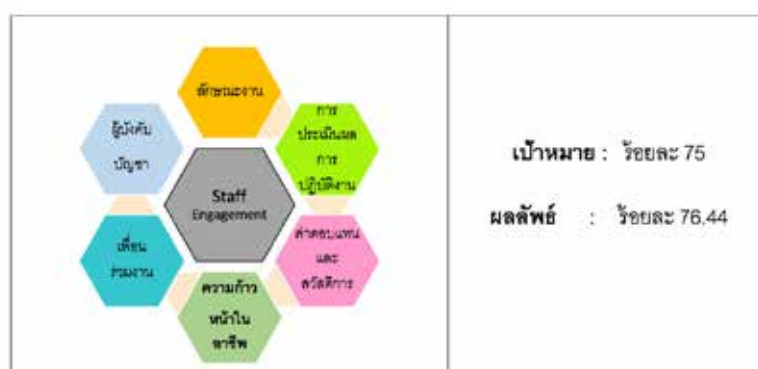 ลักษณะงาน
การ
ประเมินผล
การ
ปฏิบัติงาน
ค่าตอบแทน
และ
สวัสดิการ
ความก้าว
หน้าใน
อาชีพ
เพื่อน
ร่วมงาน
ผู้บังคับ
บัญชา
Staff
Engagement
เป้าหมาย : ร้อยละ 75
ผลลัพธ์ : ร้อยละ 76.44